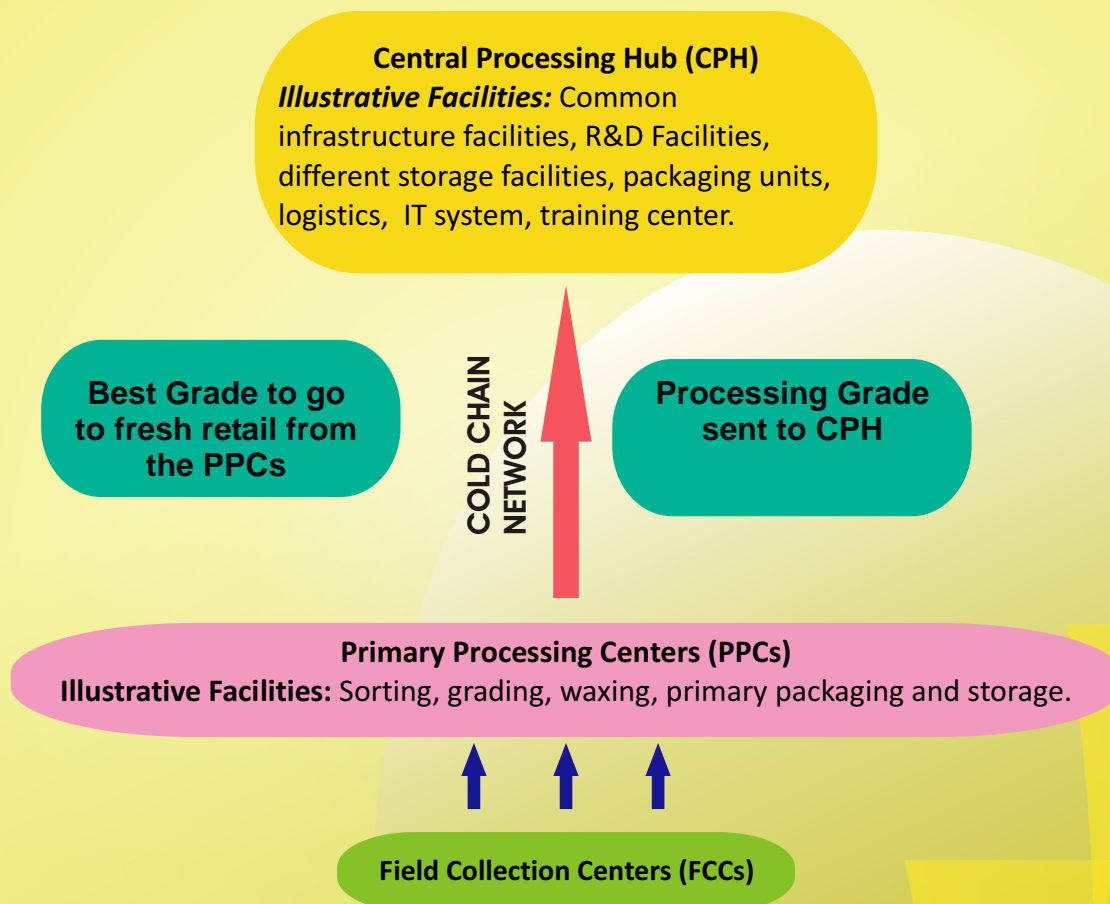 Central Processing Hub (CPH)
Illustrative Facilities: Common
infrastructure facilities, R&D Facilities,
different storage facilities, packaging units,
logistics, IT system, training center.
Best Grade to go
to fresh retail from
the PPCs
COLD CHAIN
NETWORK
Processing Grade
sent to CPH
Primary Processing Centers (PPCs)
Illustrative Facilities: Sorting, grading, waxing, primary packaging and storage.
Field Collection Centers (FCCs)